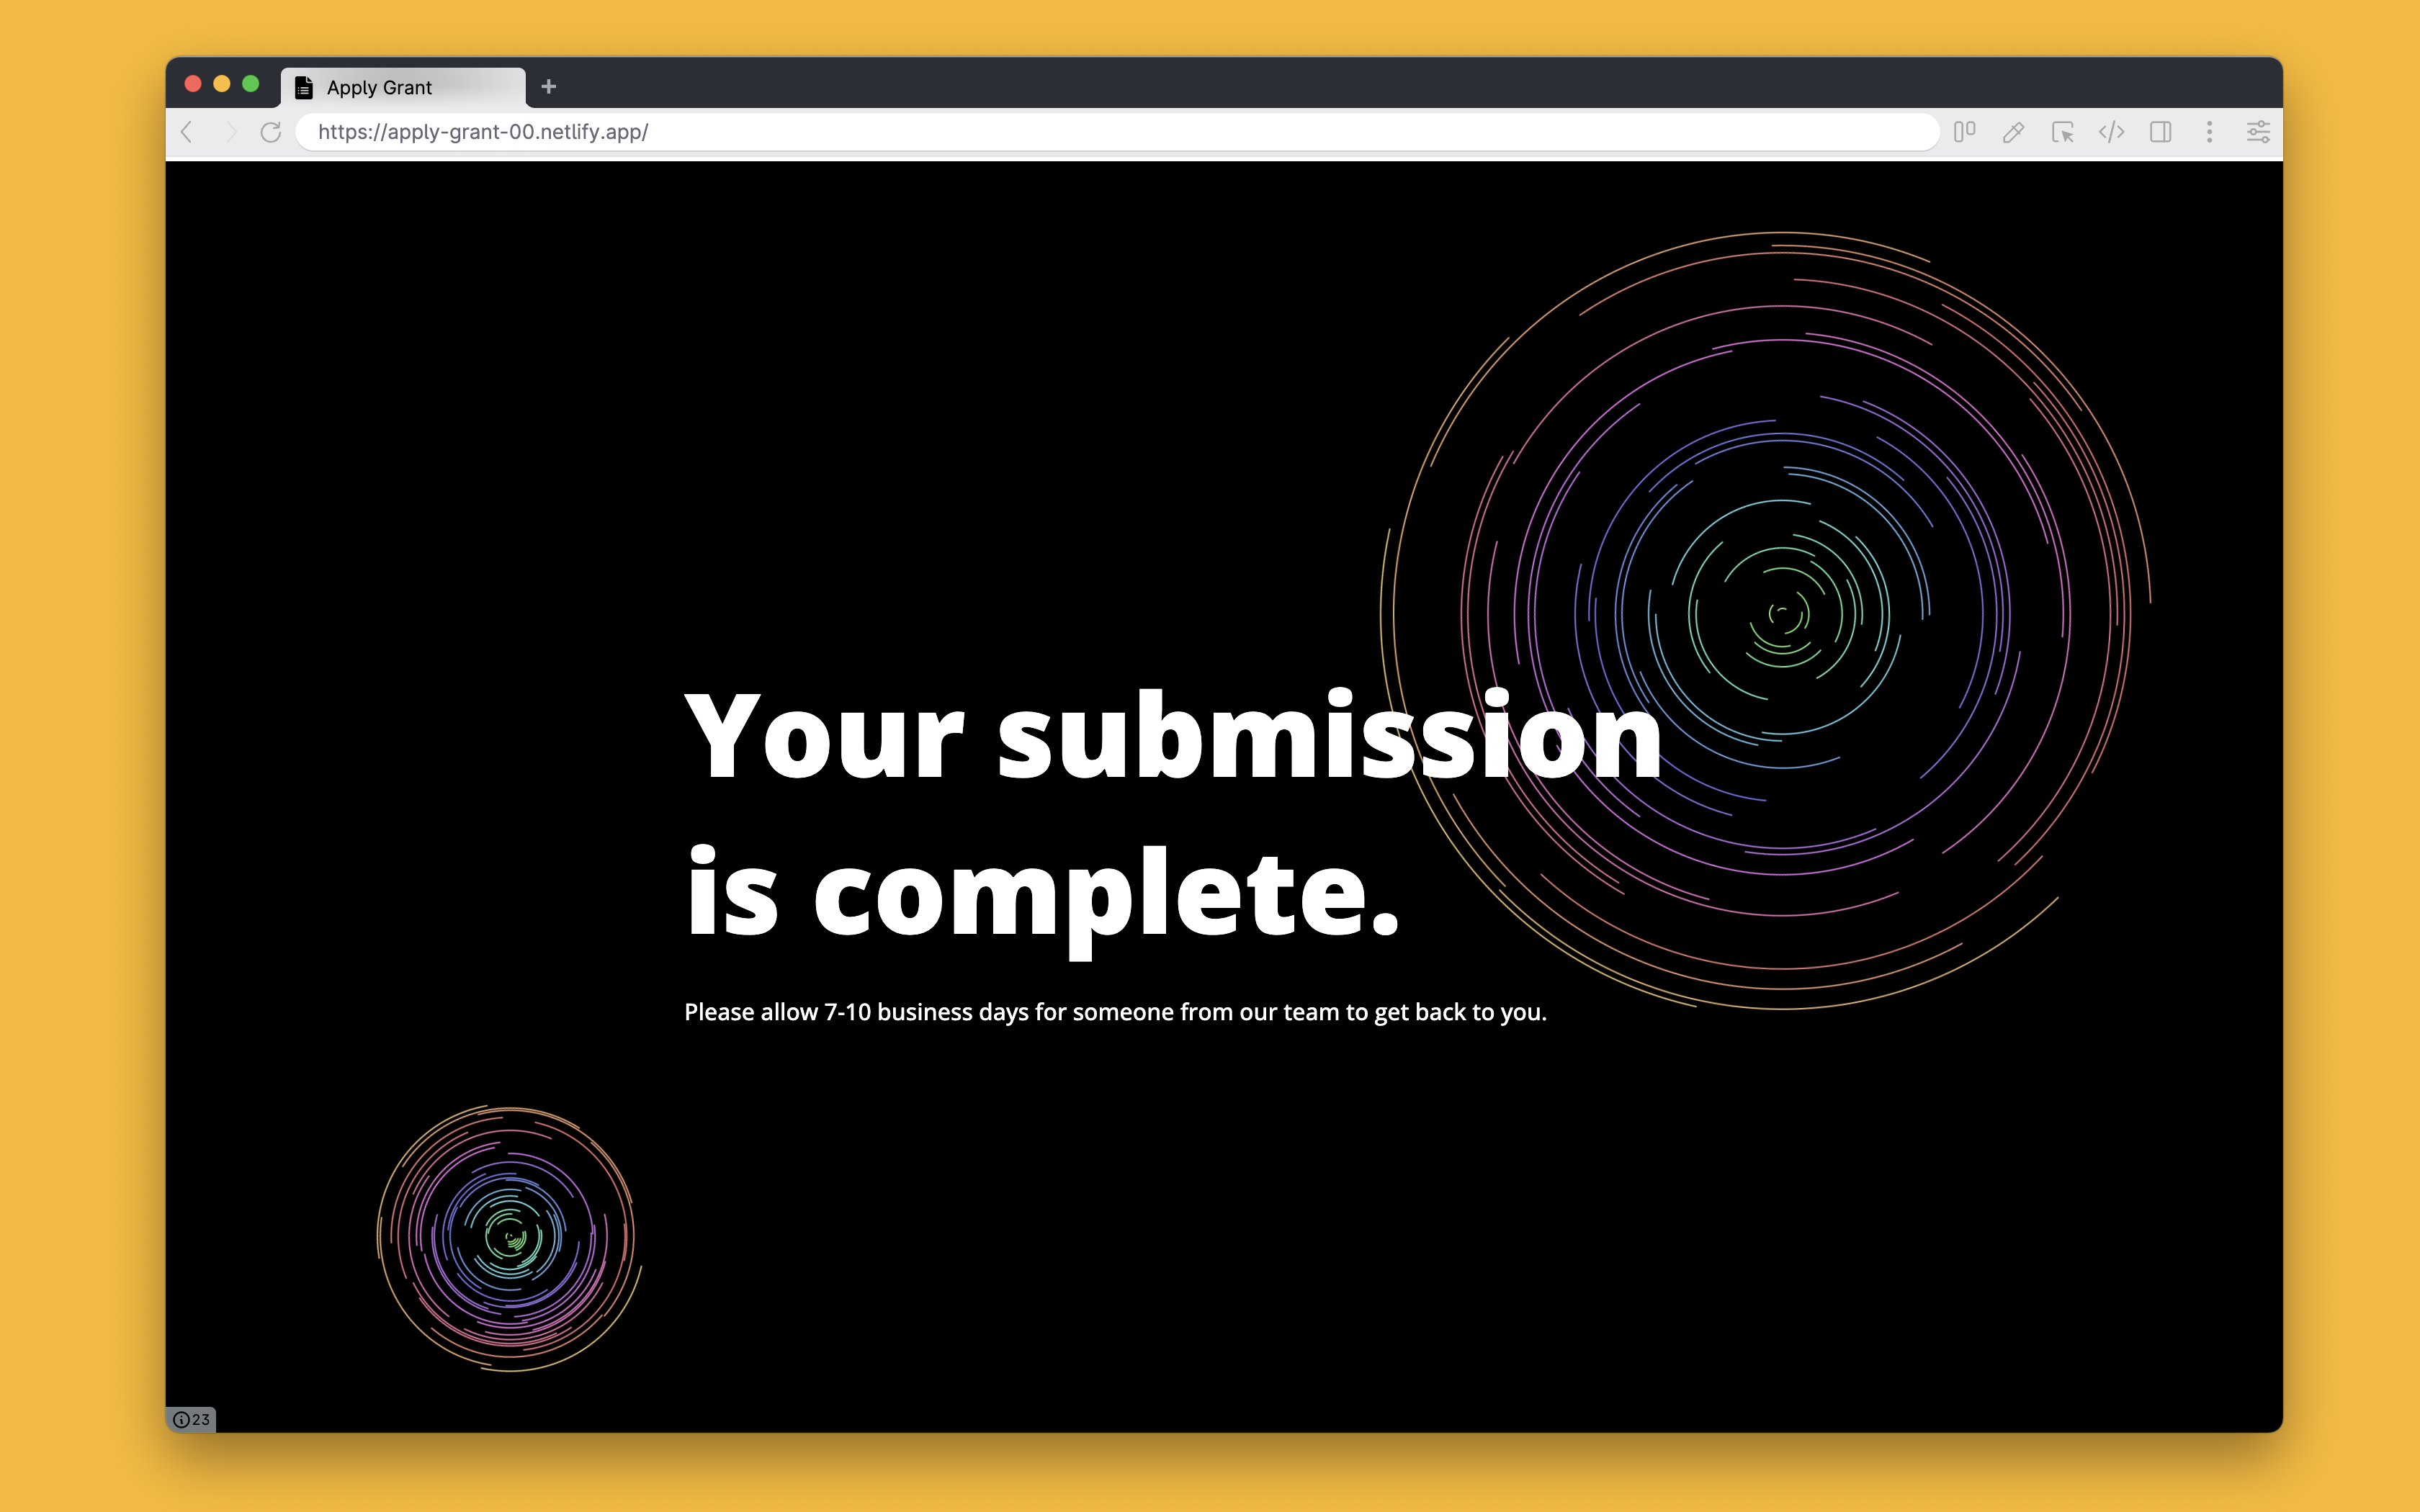 Apply Grant
https://apply-grant-00.netlify.app/
Your submission
is complete.
Please allow 7-10 business days for someone from our team to get back to you.
23